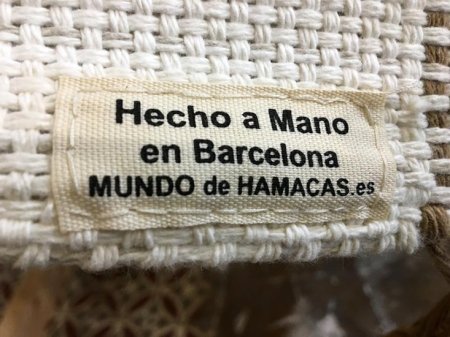 Hecho a Mano
en Barcelona
MUNDO de HAMACAS.es